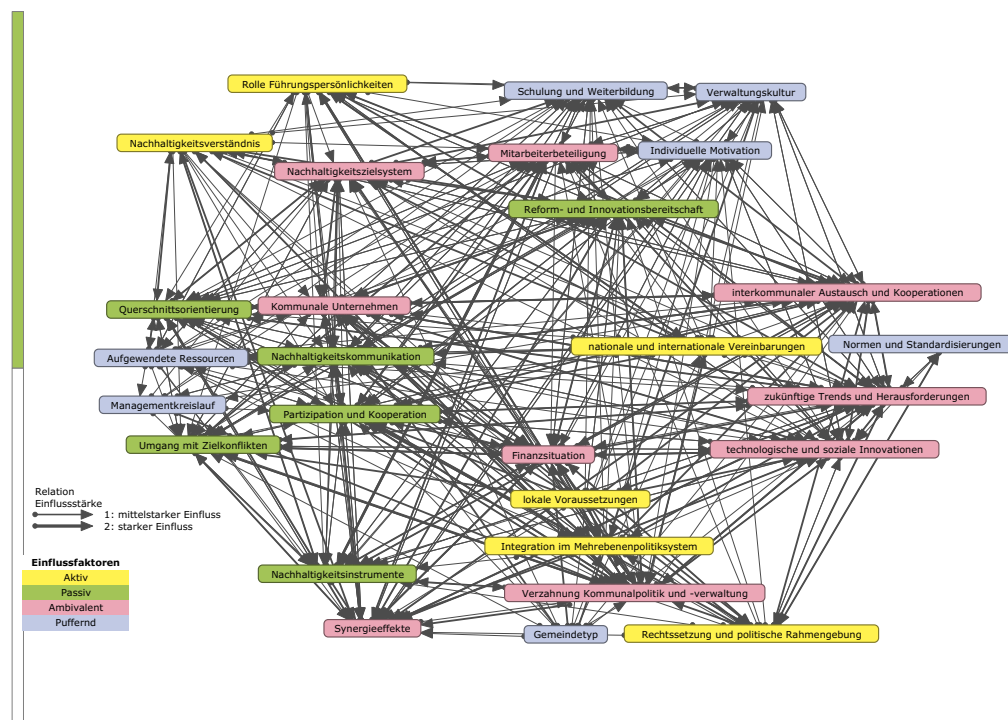 Rolle Führungspersönlichkeiten
Schulung und Weiterbildung
Verwaltungskultur
Nachhaltigkeitsverständnis
Mitarbeiterbeteiligung
Individuelle Motivation
Nachhaltigkeitszielsystem
Reform- und Innovationsbereitschaft
interkommunaler Austausch und Kooperationen
Querschnittsorientierung
Kommunale Unternehmen
nationale und internationale Vereinbarungen
Normen und Standardisierungen
Aufgewendete Ressourcen
Nachhaltigkeitskommunikation
zukünftige Trends und Herausforderungen
Managementkreislauf
Partizipation und Kooperation
Umgang mit Zielkonflikten
Finanzsituation
technologische und soziale Innovationen
lokale Voraussetzungen
Integration im Mehrebenenpolitiksystem
Nachhaltigkeitsinstrumente
Verzahnung Kommunalpolitik und -verwaltung
Synergieeffekte
Gemeindetyp
Rechtssetzung und politische Rahmengebung
Relation
Einflussstärke
1: mittelstarker Einfluss
2: starker Einfluss
Einflussfaktoren
Aktiv
Passiv
Ambivalent
Puffernd